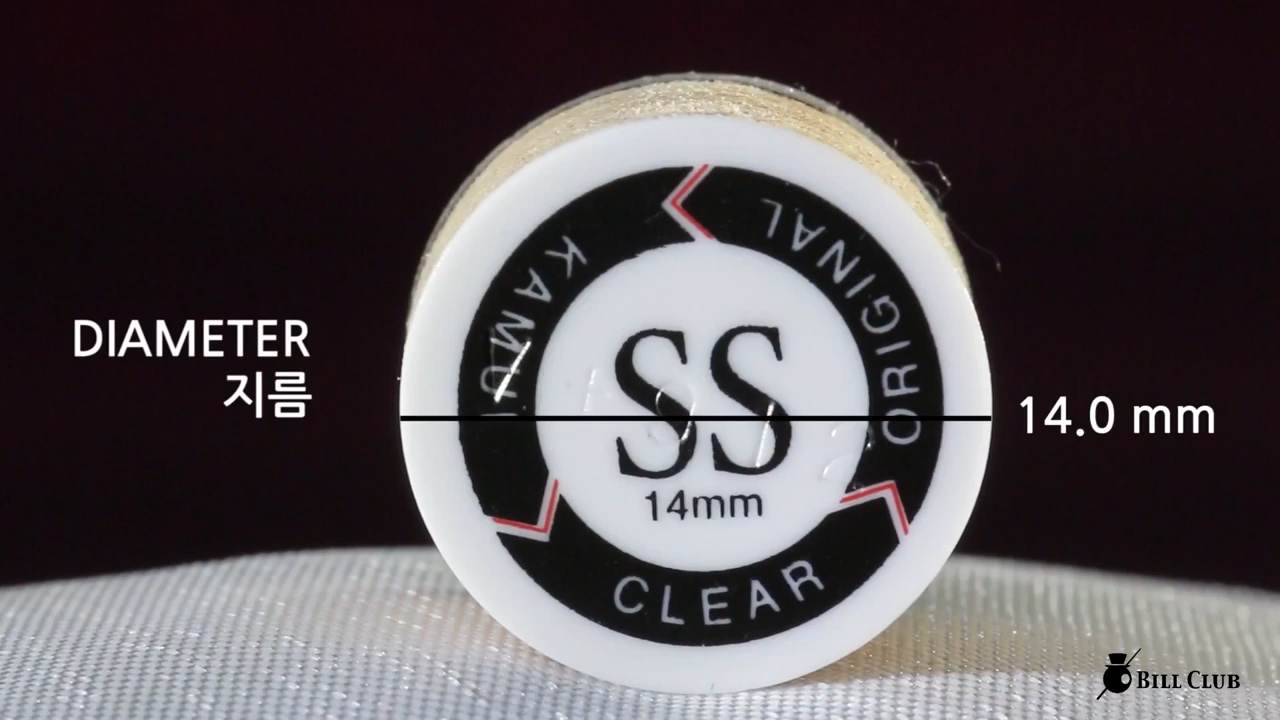 DIAMETER
지름
14.0 mm
KAMUI
ORIGINAL
SS
14mm
CLEAR
BILL CLUB